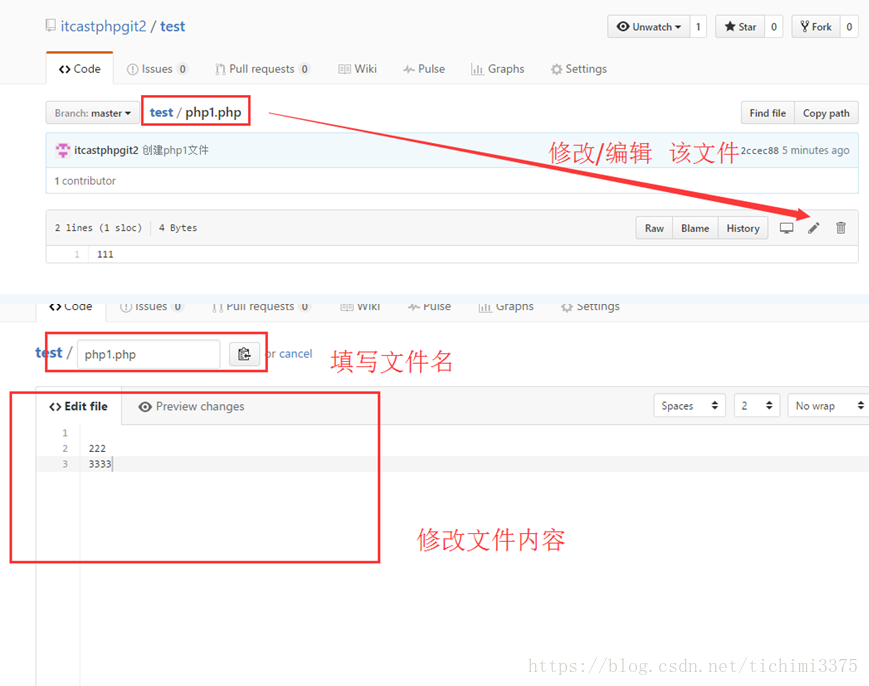 itcastphpgit2 / test
Unwatch 1 Star 0 Fork 0
Code Issues 0 Pull requests 0 Wiki Pulse Graphs Settings
Branch: master test / php1.php Find file Copy path
itcastphpgit2 创建php1文件 修改/编辑 该文件 2ccec88 5 minutes ago
1 contributor
2 lines (1 sloc) 4 Bytes Raw Blame History
1 111
Code Issues 0 Pull requests 0 Wiki Pulse Graphs Settings
test / php1.php or cancel 填写文件名
Edit file Preview changes Spaces 2 No wrap
1
2 222
3 3333
修改文件内容
https://blog.csdn.net/tichimi3375